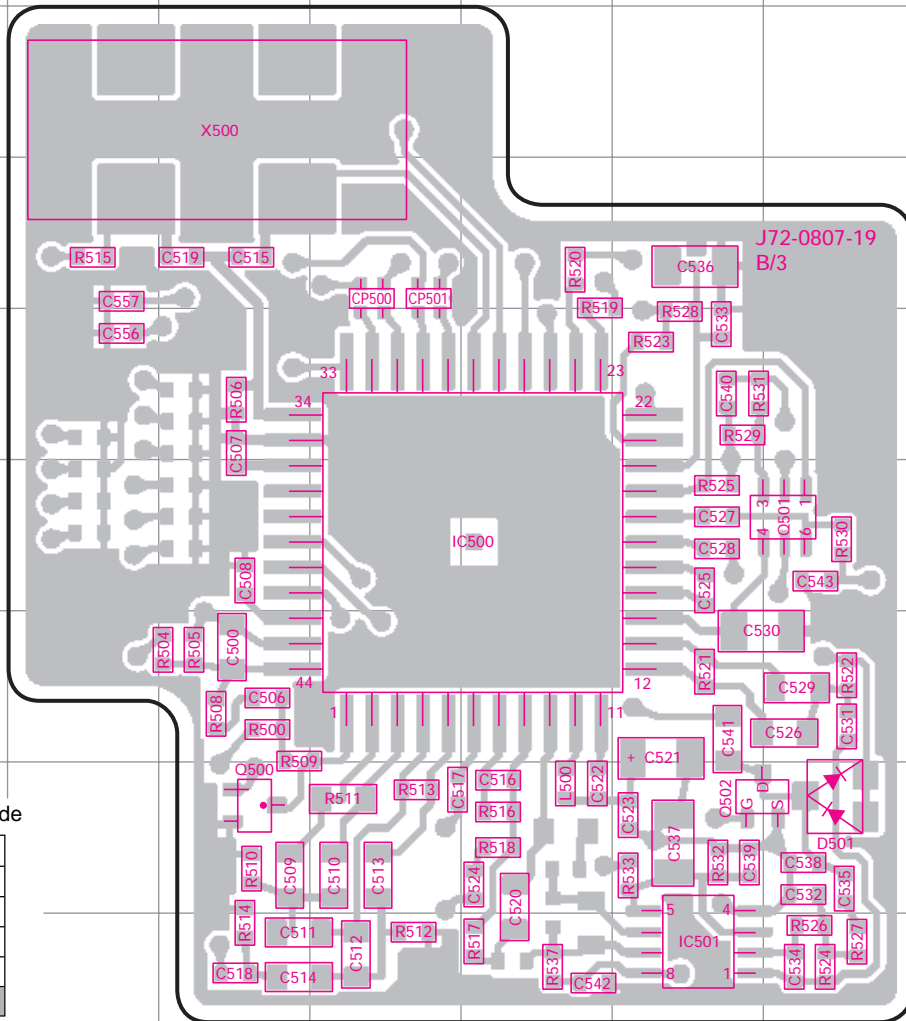 X500
J72-0807-19
B/3
R515
C519
C515
R520
C536
C557
CP500
CP501
R519
R528
C533
C556
R523
33
23
R506
34
22
C540
R531
C507
R529
R525
3
1
C527
Q501
IC500
4
6
R530
C528
C508
C525
C543
R504
R505
C500
C530
44
12
R521
R522
C506
C529
R508
1
11
R500
C541
C526
C531
R509
+ C521
Q500
R511
R513
C517
C516
L500
C522
Q502
D
G
S
R516
C523
de
D501
R518
C537
R510
C509
C510
C513
C524
R533
R532
C539
C538
C520
C532
C535
R514
C511
C512
R512
R517
5
4
IC501
R526
R527
C518
C514
R537
C542
8
1
C534
R524